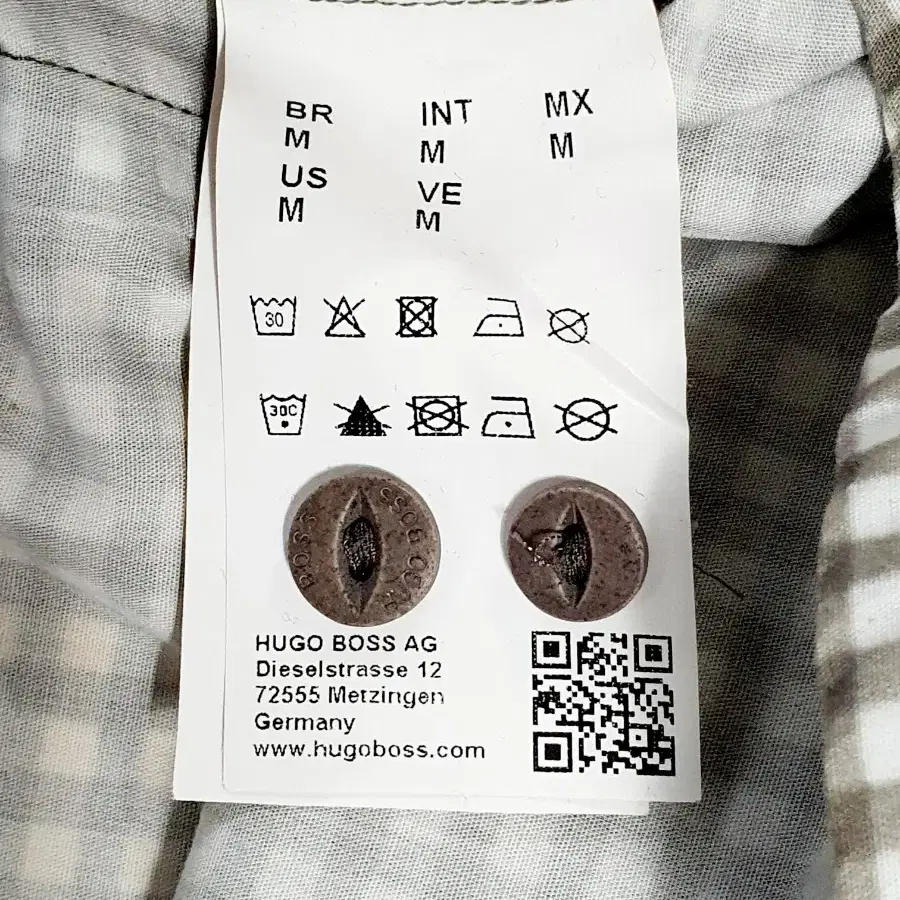 BR
M
INT
M
MX
M
US
M
VE
M
30
30C
BOSS
HUGO BOSS AG
Dieselstrasse 12
72555 Metzingen
Germany
www.hugoboss.com